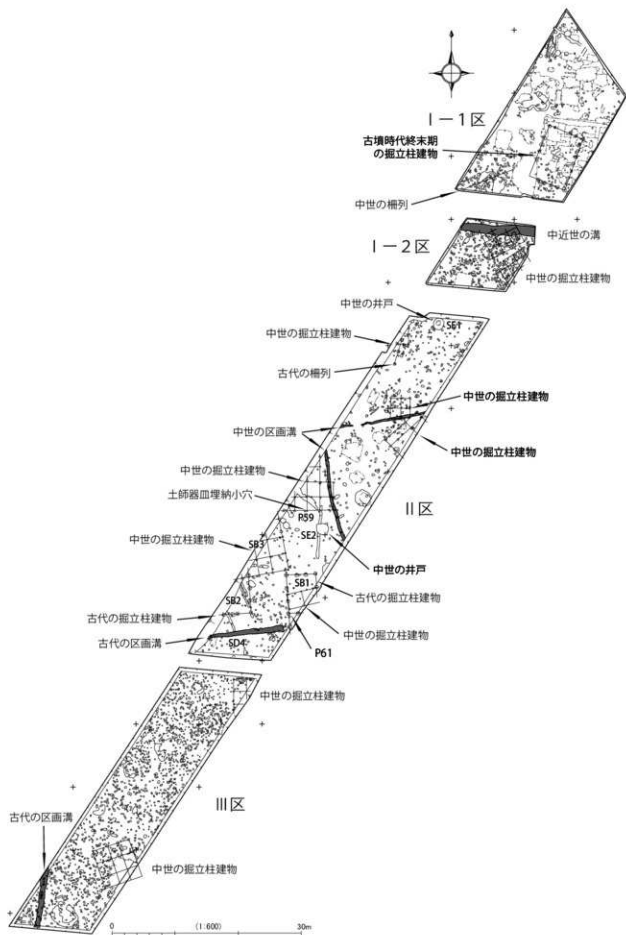 I－1区
古墳時代終末期
の掘立柱建物
中世の柵列
I－2区
中近世の溝
中世の掘立柱建物
中世の井戸
SE1
中世の掘立柱建物
古代の柵列
中世の掘立柱建物
中世の区画溝
中世の掘立柱建物
中世の掘立柱建物
土師器皿埋納小穴
II区
P59
SE2
中世の掘立柱建物
SB3
中世の井戸
SB1
SB2
古代の掘立柱建物
古代の掘立柱建物
中世の掘立柱建物
古代の区画溝
SD4
P61
中世の掘立柱建物
III区
古代の区画溝
中世の掘立柱建物
0 (1:600) 30m